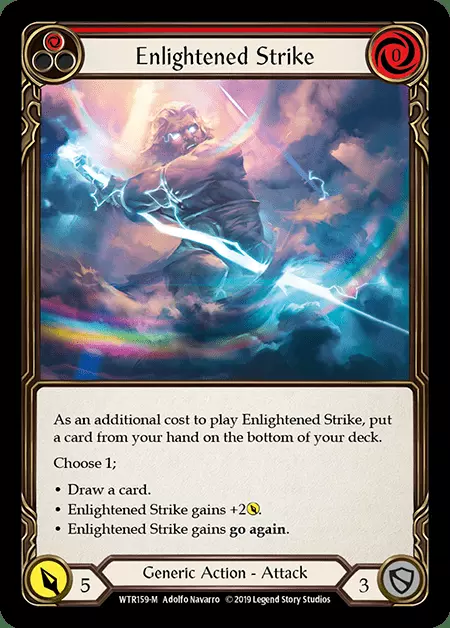 Enlightened Strike
0
As an additional cost to play Enlightened Strike, put
a card from your hand on the bottom of your deck.
Choose 1;
• Draw a card.
• Enlightened Strike gains +2.
• Enlightened Strike gains go again.
5
Generic Action - Attack
3
WTR159-M Adolfo Navarro © 2019 Legend Story Studios